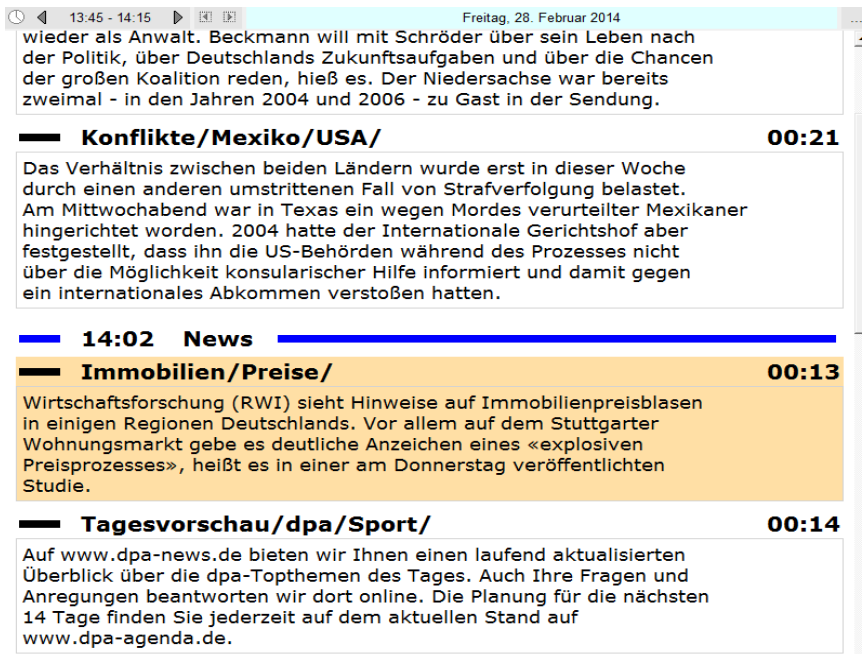 13:45 - 14:15 Freitag, 28. Februar 2014 ...
wieder als Anwalt. Beckmann will mit Schröder über sein Leben nach
der Politik, über Deutschlands Zukunftsaufgaben und über die Chancen
der großen Koalition reden, hieß es. Der Niedersachse war bereits
zweimal - in den Jahren 2004 und 2006 - zu Gast in der Sendung.
Konflikte/Mexiko/USA/ 00:21
Das Verhältnis zwischen beiden Ländern wurde erst in dieser Woche
durch einen anderen umstrittenen Fall von Strafverfolgung belastet.
Am Mittwochabend war in Texas ein wegen Mordes verurteilter Mexikaner
hingerichtet worden. 2004 hatte der Internationale Gerichtshof aber
festgestellt, dass ihn die US-Behörden während des Prozesses nicht
über die Möglichkeit konsularischer Hilfe informiert und damit gegen
ein internationales Abkommen verstoßen hatten.
14:02 News
Immobilien/Preise/ 00:13
Wirtschaftsforschung (RWI) sieht Hinweise auf Immobilienpreisblasen
in einigen Regionen Deutschlands. Vor allem auf dem Stuttgarter
Wohnungsmarkt gebe es deutliche Anzeichen eines «explosiven
Preisprozesses», heißt es in einer am Donnerstag veröffentlichten
Studie.
Tagesvorschau/dpa/Sport/ 00:14
Auf www.dpa-news.de bieten wir Ihnen einen laufend aktualisierten
Überblick über die dpa-Topthemen des Tages. Auch Ihre Fragen und
Anregungen beantworten wir dort online. Die Planung für die nächsten
14 Tage finden Sie jederzeit auf dem aktuellen Stand auf
www.dpa-agenda.de.